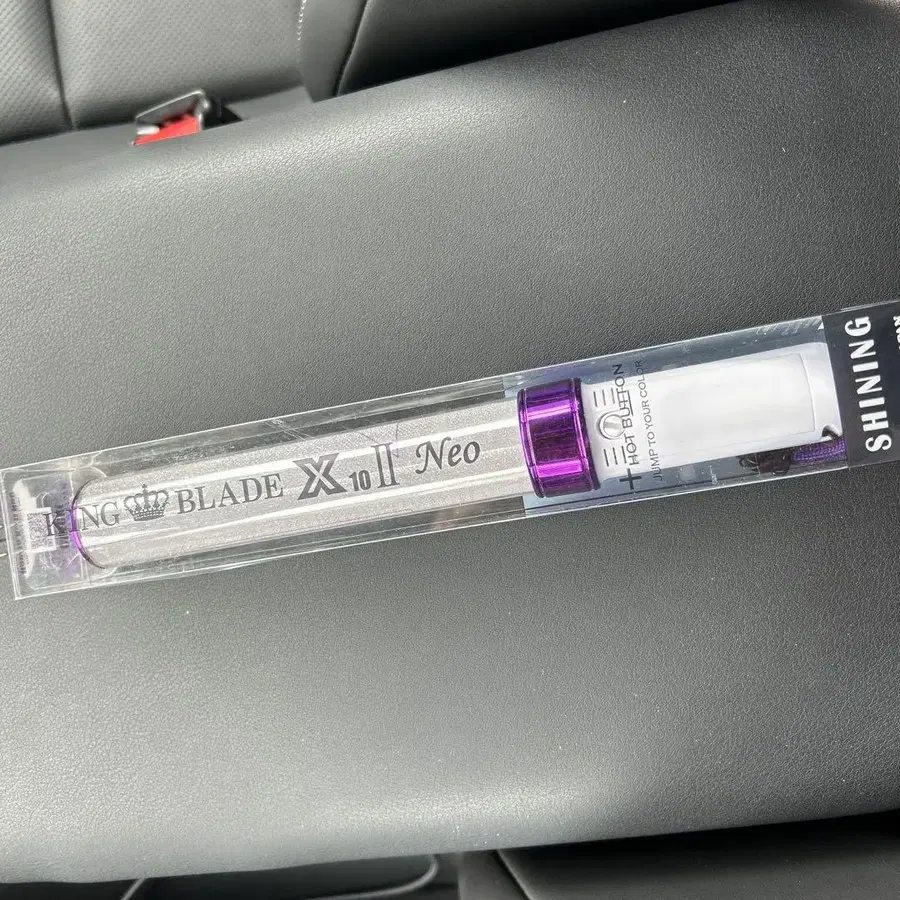 KING BLADE X10 II Neo
+ HOT BUTTON
JUMP TO YOUR COLOR
SHINING